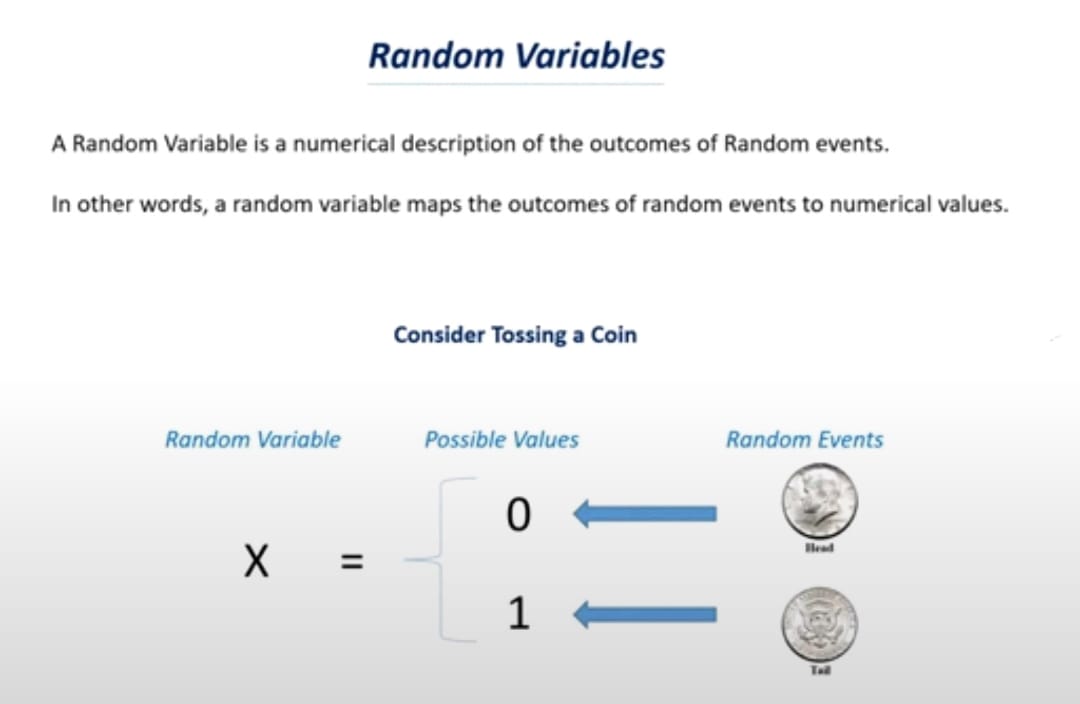 Random Variables
A Random Variable is a numerical description of the outcomes of Random events.
In other words, a random variable maps the outcomes of random events to numerical values.
Consider Tossing a Coin
Random Variable Possible Values Random Events
0
Head
X =
1
Tail